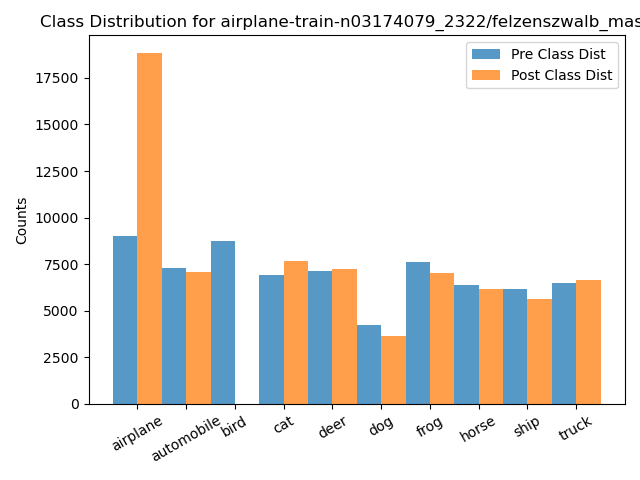 Class Distribution for airplane-train-n03174079_2322/felzenszwalb_mas
Pre Class Dist
Post Class Dist
17500
15000
12500
10000
7500
5000
2500
0
Counts
airplane
automobile
bird
cat
deer
dog
frog
horse
ship
truck